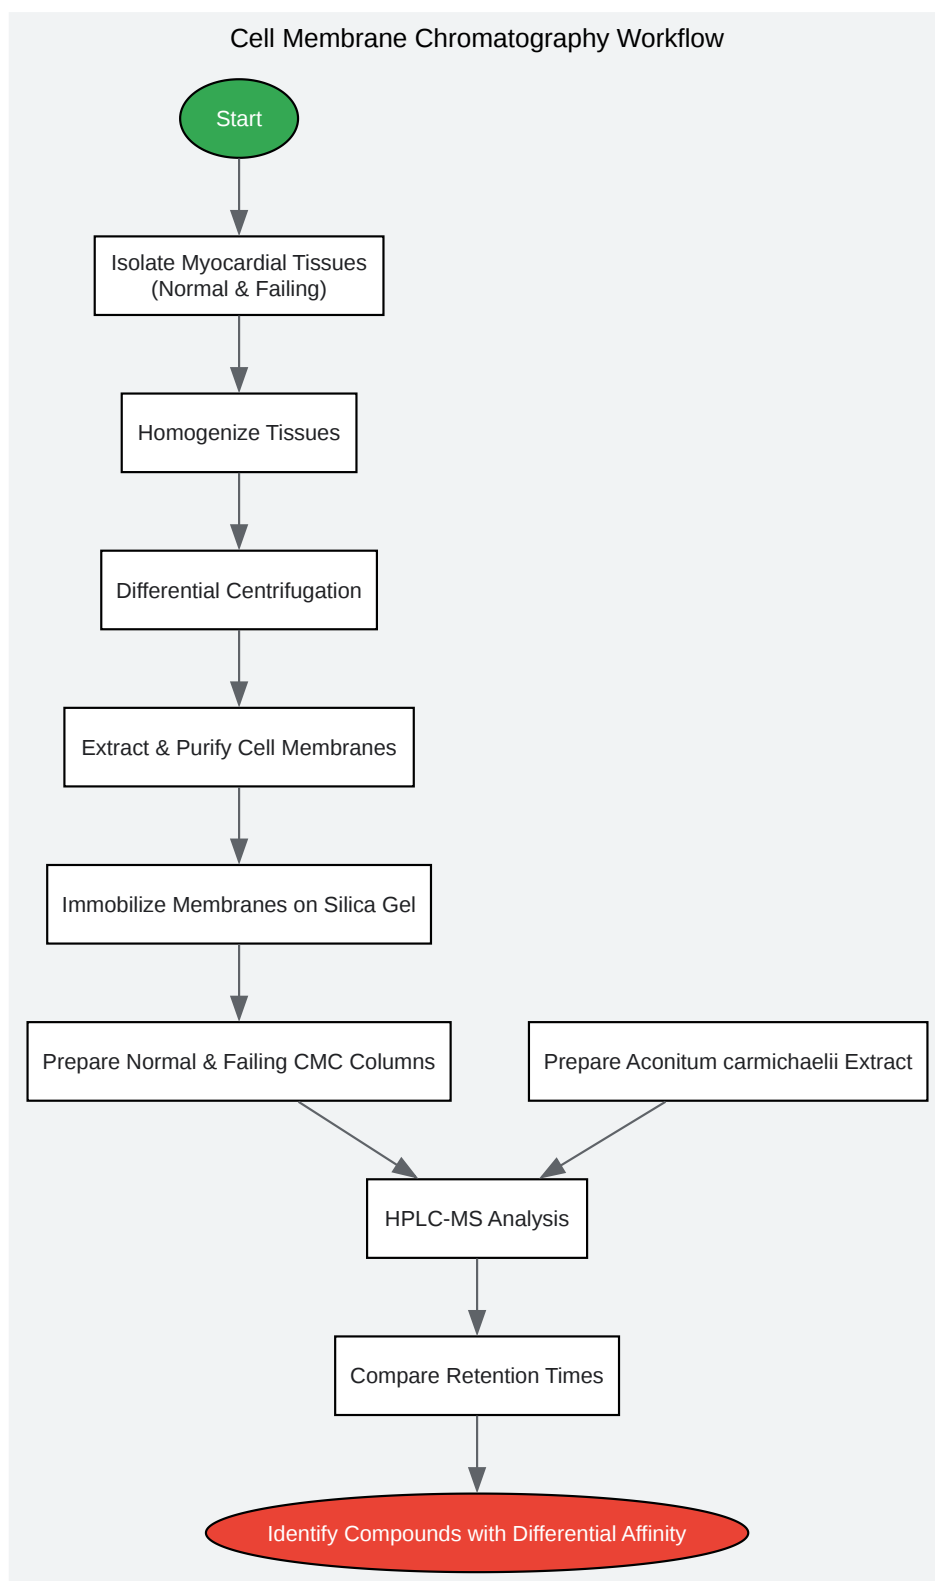 Cell Membrane Chromatography Workflow
Start
Isolate Myocardial Tissues
(Normal & Failing)
Homogenize Tissues
Differential Centrifugation
Extract & Purify Cell Membranes
Immobilize Membranes on Silica Gel
Prepare Normal & Failing CMC Columns
Prepare Aconitum carmichaelii Extract
HPLC-MS Analysis
Compare Retention Times
Identify Compounds with Differential Affinity